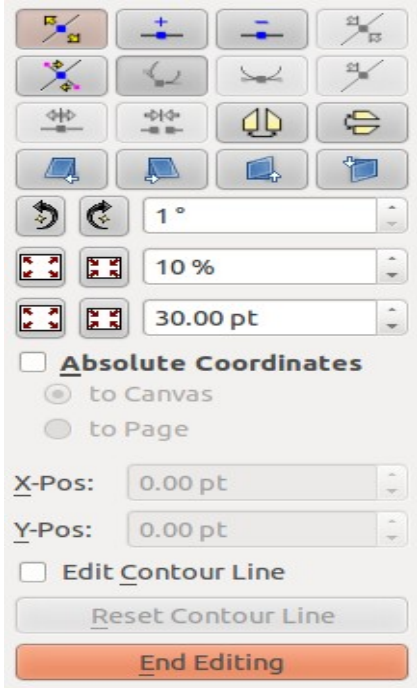 1 °
10 %
30.00 pt
Absolute Coordinates
to Canvas
to Page
X-Pos: 0.00 pt
Y-Pos: 0.00 pt
Edit Contour Line
Reset Contour Line
End Editing